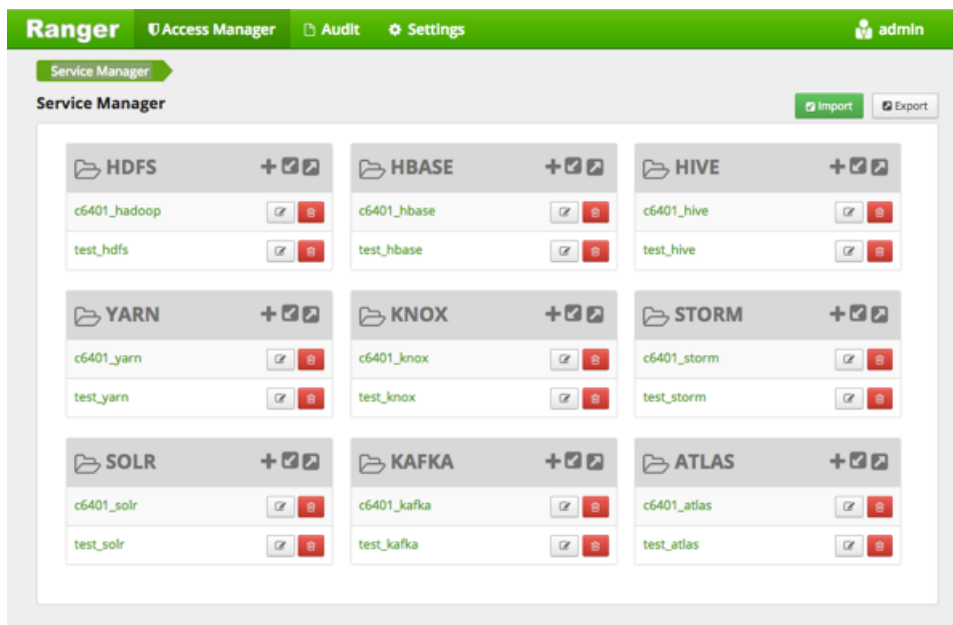 Ranger Access Manager Audit Settings admin
Service Manager
Service Manager Import Export
HDFS HBASE HIVE
c6401_hadoop c6401_hbase c6401_hive
test_hdfs test_hbase test_hive
YARN KNOX STORM
c6401_yarn c6401_knox c6401_storm
test_yarn test_knox test_storm
SOLR KAFKA ATLAS
c6401_solr c6401_kafka c6401_atlas
test_solr test_kafka test_atlas